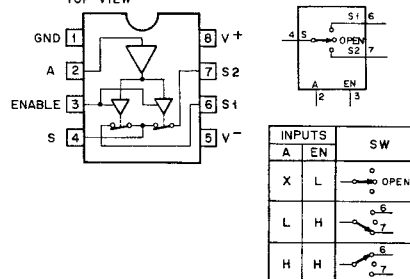 TOP VIEW
GND 1
8 V+
A 2
7 S2
ENABLE 3
6 S1
S 4
5 V-
S1 6
4 S OPEN
S2 7
A EN
2 3
INPUTS SW
A EN
X L OPEN
L H 6
7
H H 6
7